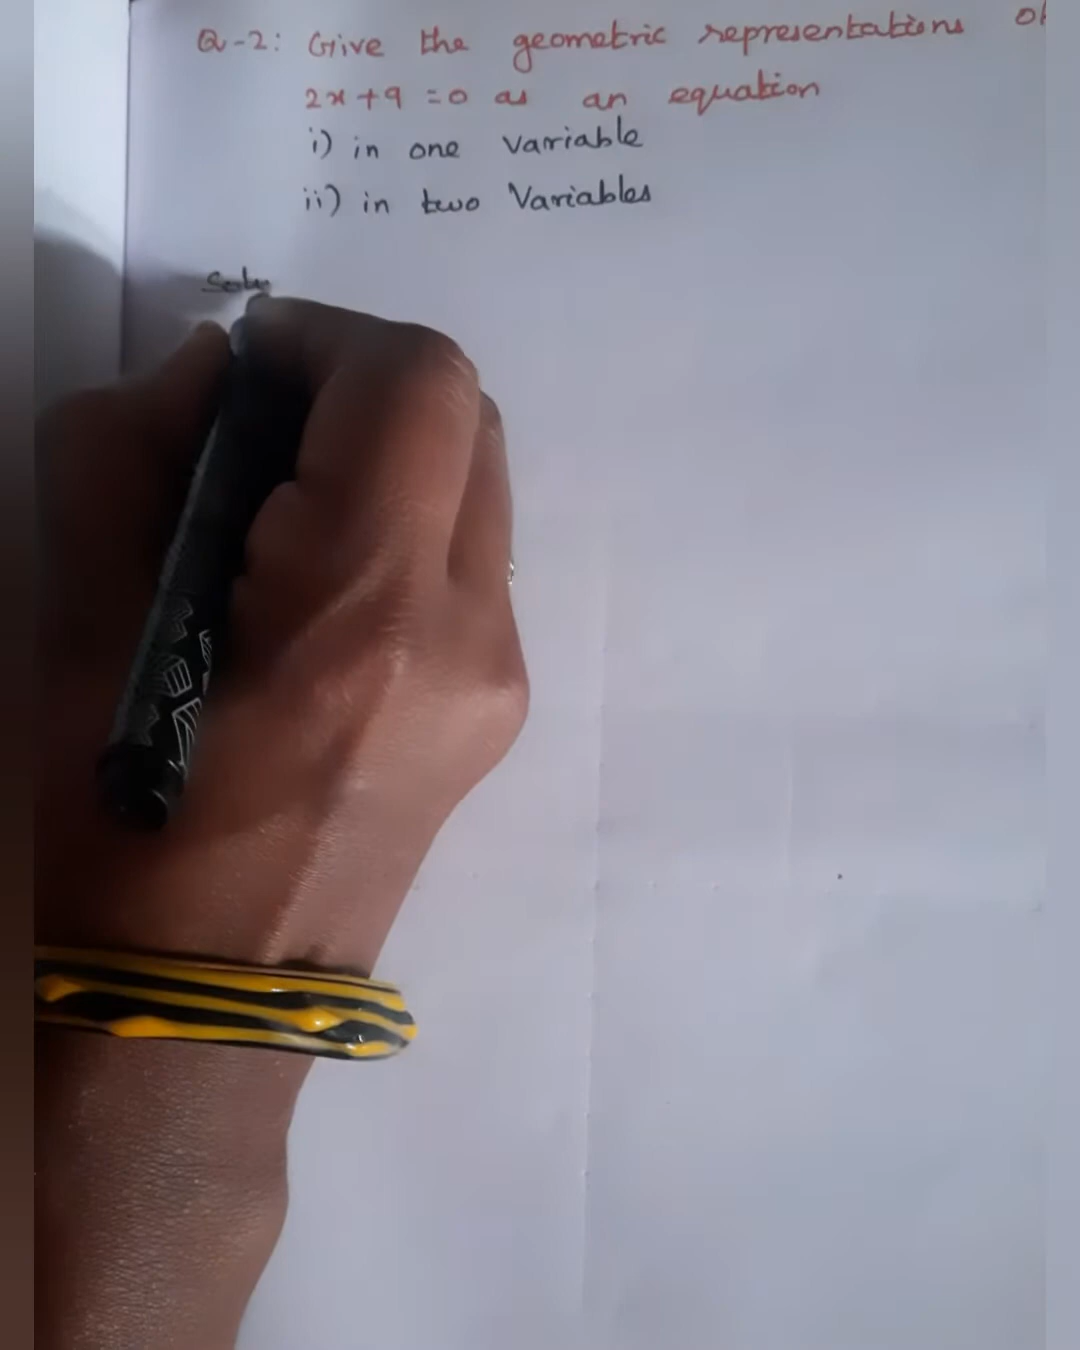 Q-2: Give the geometric representations of
2x+9=0 as an equation
i) in one variable
ii) in two Variables
Soln